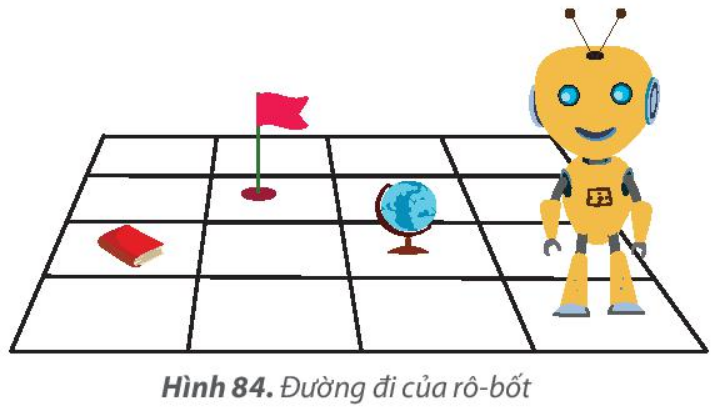 Hình 84. Đường đi của rô-bốt